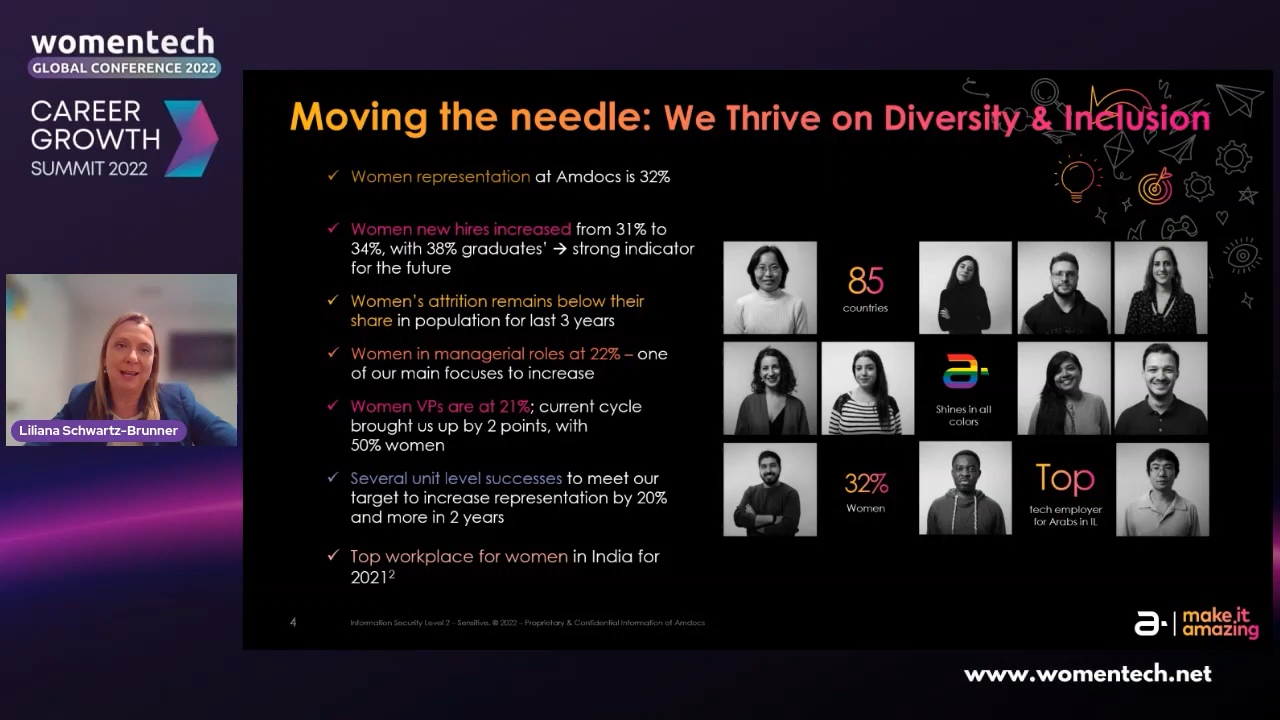 womentech
GLOBAL CONFERENCE 2022
CAREER
GROWTH
SUMMIT 2022
Liliana Schwartz-Brunner
Moving the needle: We Thrive on Diversity & Inclusion
✓ Women representation at Amdocs is 32%
✓ Women new hires increased from 31% to
34%, with 38% graduates' → strong indicator
for the future
✓ Women's attrition remains below their
share in population for last 3 years
✓ Women in managerial roles at 22% – one
of our main focuses to increase
✓ Women VPs are at 21%; current cycle
brought us up by 2 points, with
50% women
✓ Several unit level successes to meet our
target to increase representation by 20%
and more in 2 years
✓ Top workplace for women in India for
2021²
85
countries
a
Shines in all
colors
32%
Women
Top
tech employer
for Arabs in IL
4
Information Security Level 2 – Sensitive. © 2022 – Proprietary & Confidential Information of Amdocs
a | make it
amazing
www.womentech.net